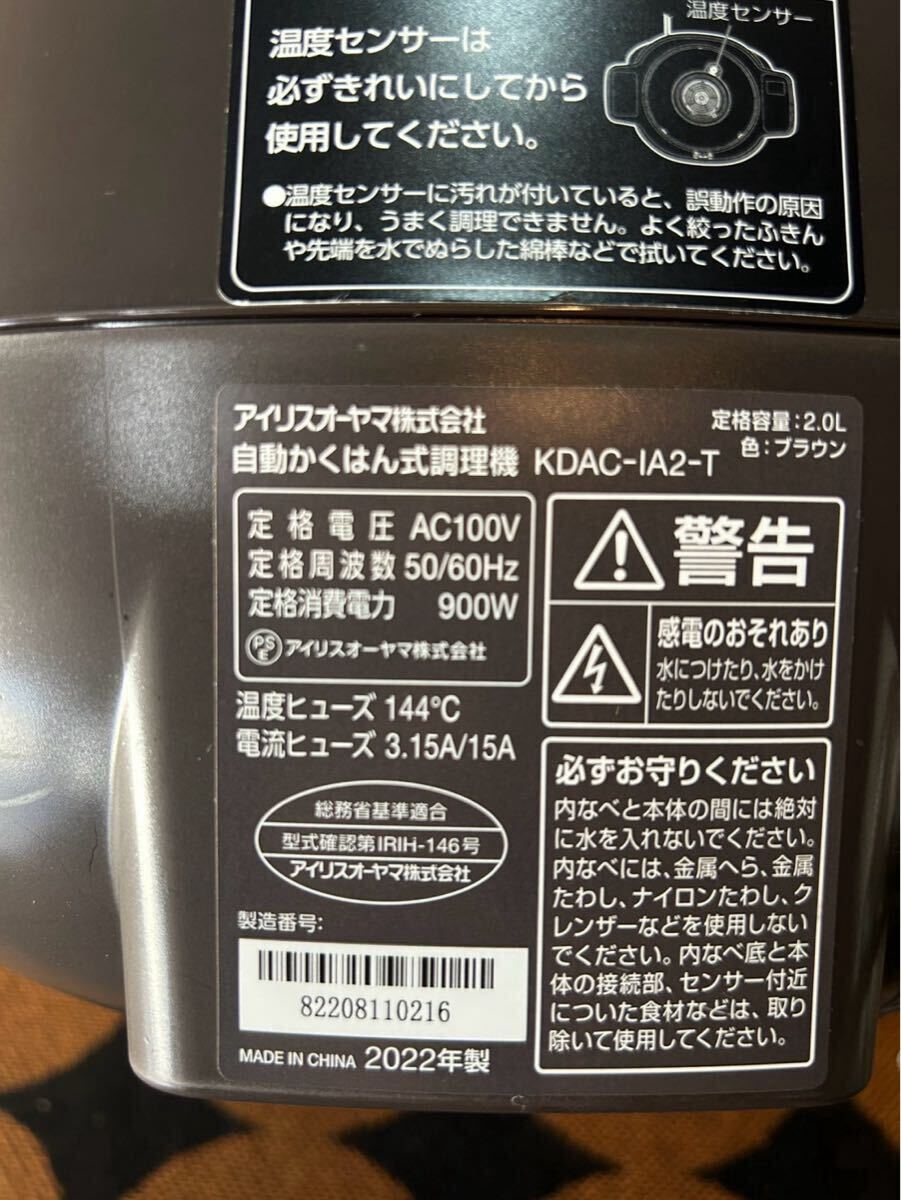 温度センサー
温度センサーは
必ずきれいにしてから
使用してください。
●温度センサーに汚れが付いていると、誤動作の原因
になり、うまく調理できません。よく絞ったふきん
や先端を水でぬらした綿棒などで拭いてください。
アイリスオーヤマ株式会社
定格容量:2.0L
自動かくはん式調理機 KDAC-IA2-T
色:ブラウン
定格電圧 AC100V
定格周波数 50/60Hz
定格消費電力 900W
PSE アイリスオーヤマ株式会社
温度ヒューズ 144℃
電流ヒューズ 3.15A/15A
総務省基準適合
型式確認第IRIH-146号
アイリスオーヤマ株式会社
製造番号:
82208110216
MADE IN CHINA 2022年製
警告
感電のおそれあり
水につけたり、水をかけ
たりしないでください。
必ずお守りください
内なべと本体の間には絶対
に水を入れないでください。
内なべには、金属へら、金属
たわし、ナイロンたわし、ク
レンザーなどを使用しない
でください。内なべ底と本
体の接続部、センサー付近
についた食材などは、取り
除いて使用してください。